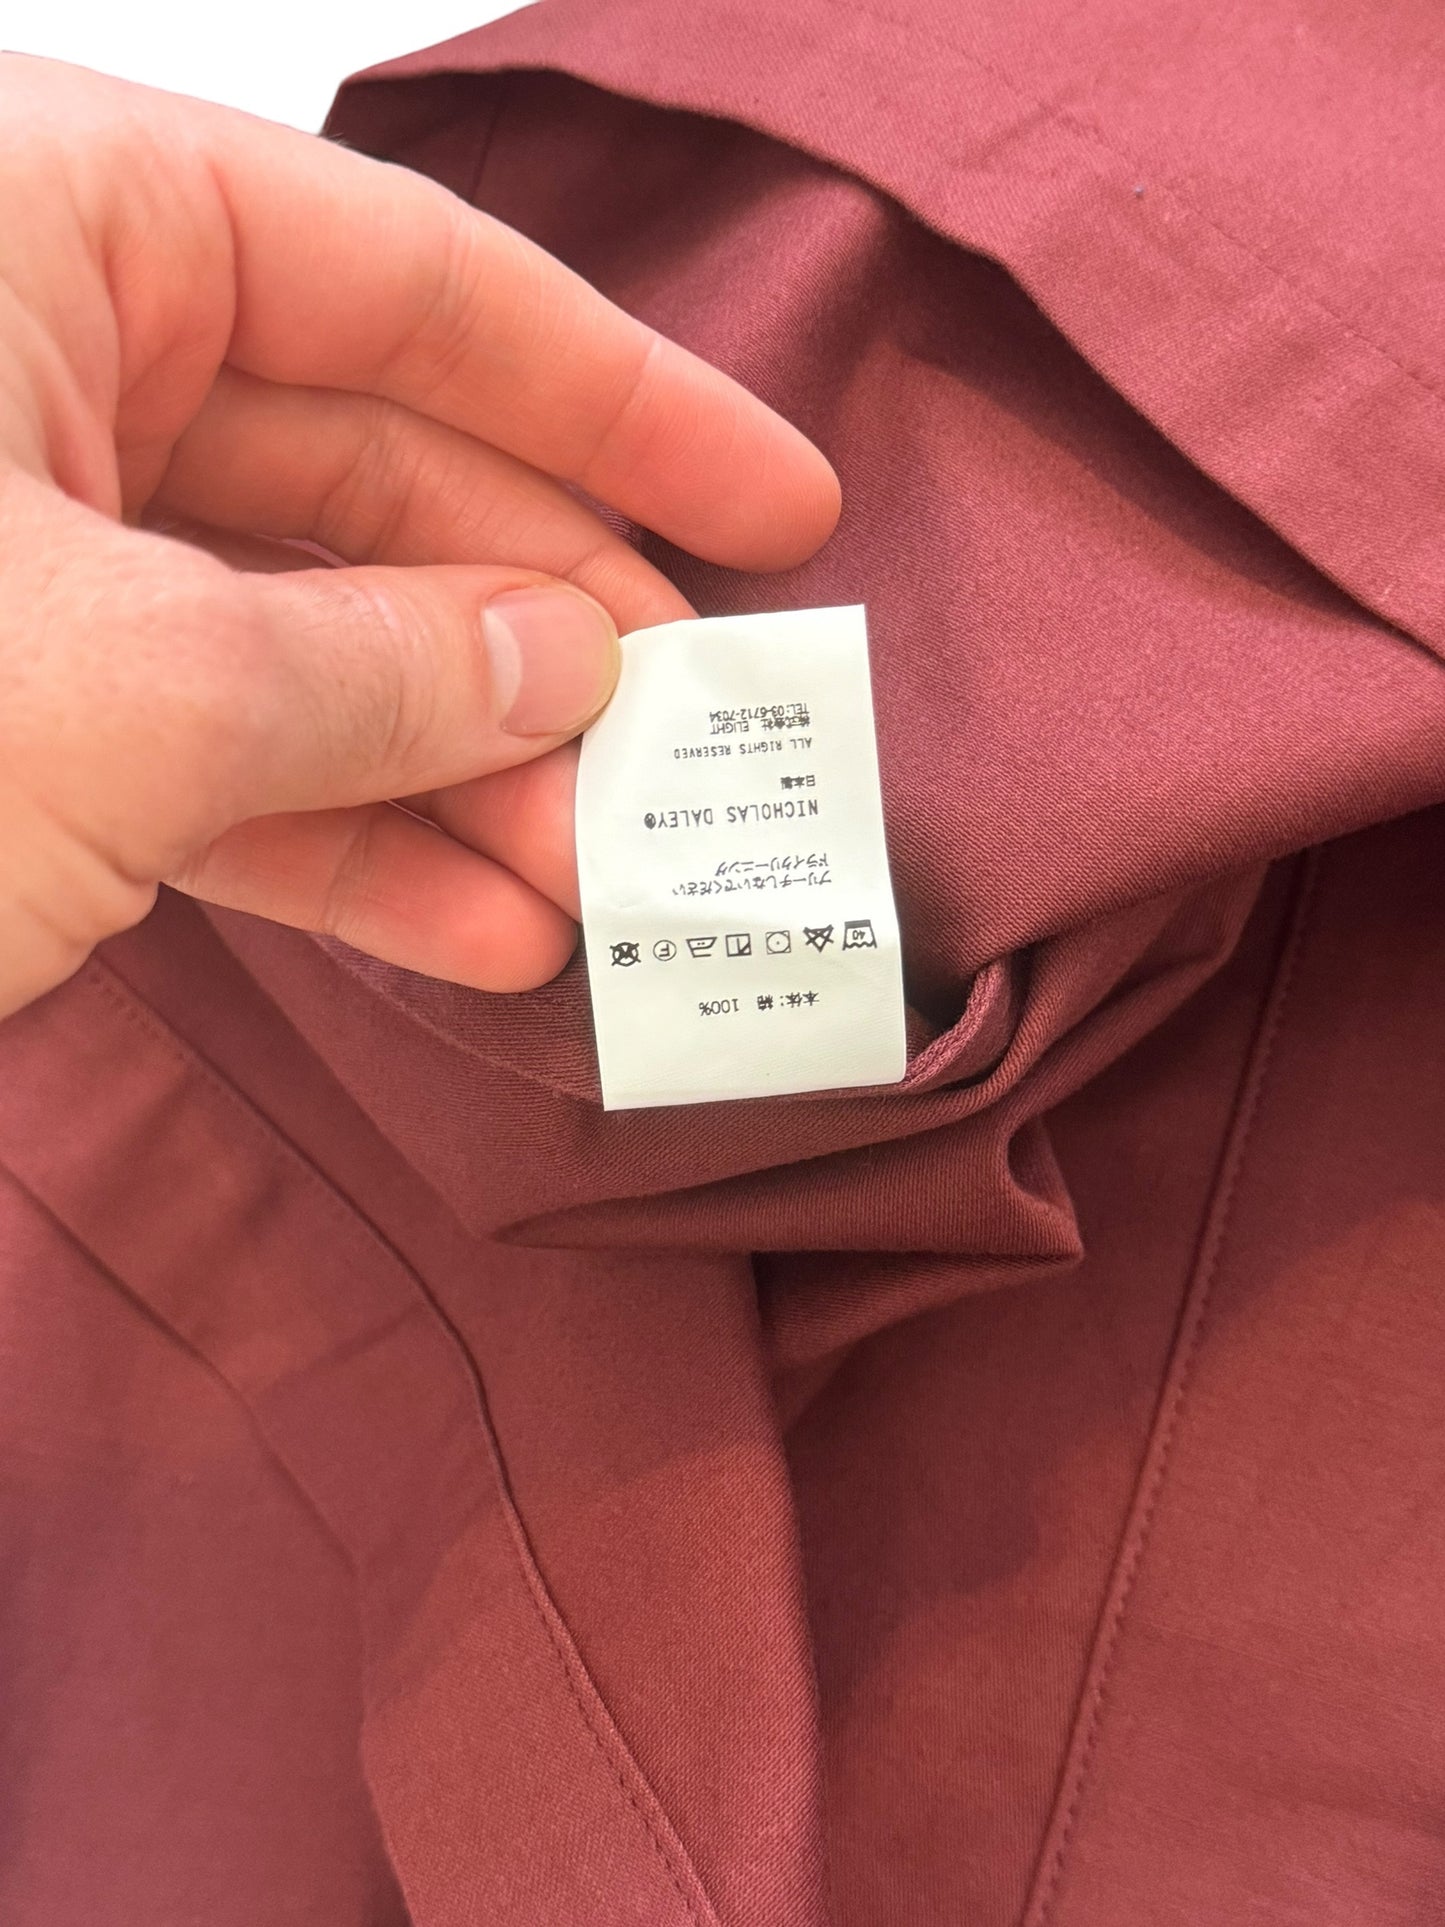 本体：綿 100%
40 F W
ブリーチしないでください
ドライクリーニング
NICHOLAS DALEY®
日本製
ALL RIGHTS RESERVED
株式会社 ELIGHT
TEL:03-6712-7034